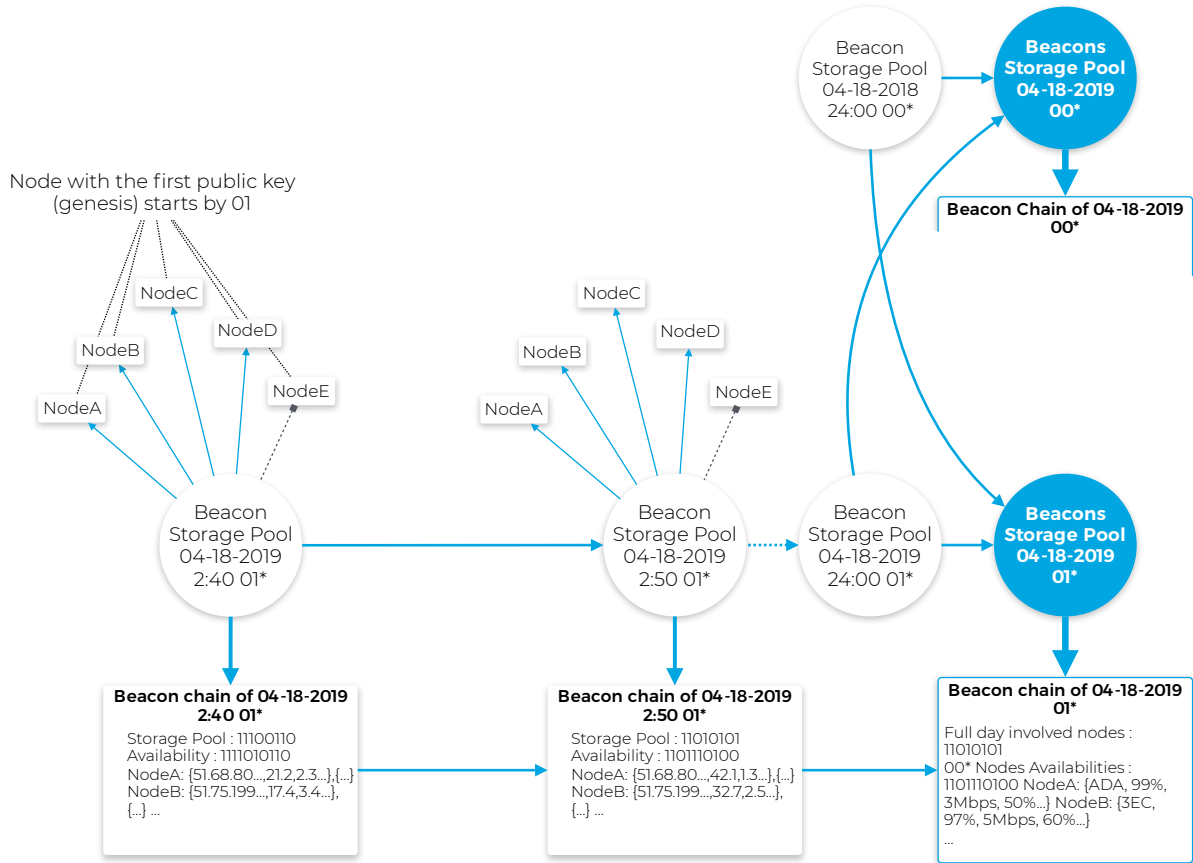 Beacon
Storage Pool
04-18-2018
24:00 00*
Beacons
Storage Pool
04-18-2019
00*
Node with the first public key
(genesis) starts by 01
Beacon Chain of 04-18-2019
00*
NodeC
NodeD
NodeB
NodeE
NodeA
NodeC
NodeD
NodeB
NodeE
NodeA
Beacon
Storage Pool
04-18-2019
2:40 01*
Beacon
Storage Pool
04-18-2019
2:50 01*
Beacon
Storage Pool
04-18-2019
24:00 01*
Beacons
Storage Pool
04-18-2019
01*
Beacon chain of 04-18-2019
2:40 01*
Storage Pool : 11100110
Availability : 1111010110
NodeA: {51.68.80...,21.2,2.3...},{...}
NodeB: {51.75.199...,17.4,3.4...},
{...} ...
Beacon chain of 04-18-2019
2:50 01*
Storage Pool : 11010101
Availability : 1101110100
NodeA: {51.68.80...,42.1,1.3...},{...}
NodeB: {51.75.199...,32.7,2.5...},
{...} ...
Beacon chain of 04-18-2019
01*
Full day involved nodes :
11010101
00* Nodes Availabilities :
1101110100 NodeA: {ADA, 99%,
3Mbps, 50%...} NodeB: {3EC,
97%, 5Mbps, 60%...}
...